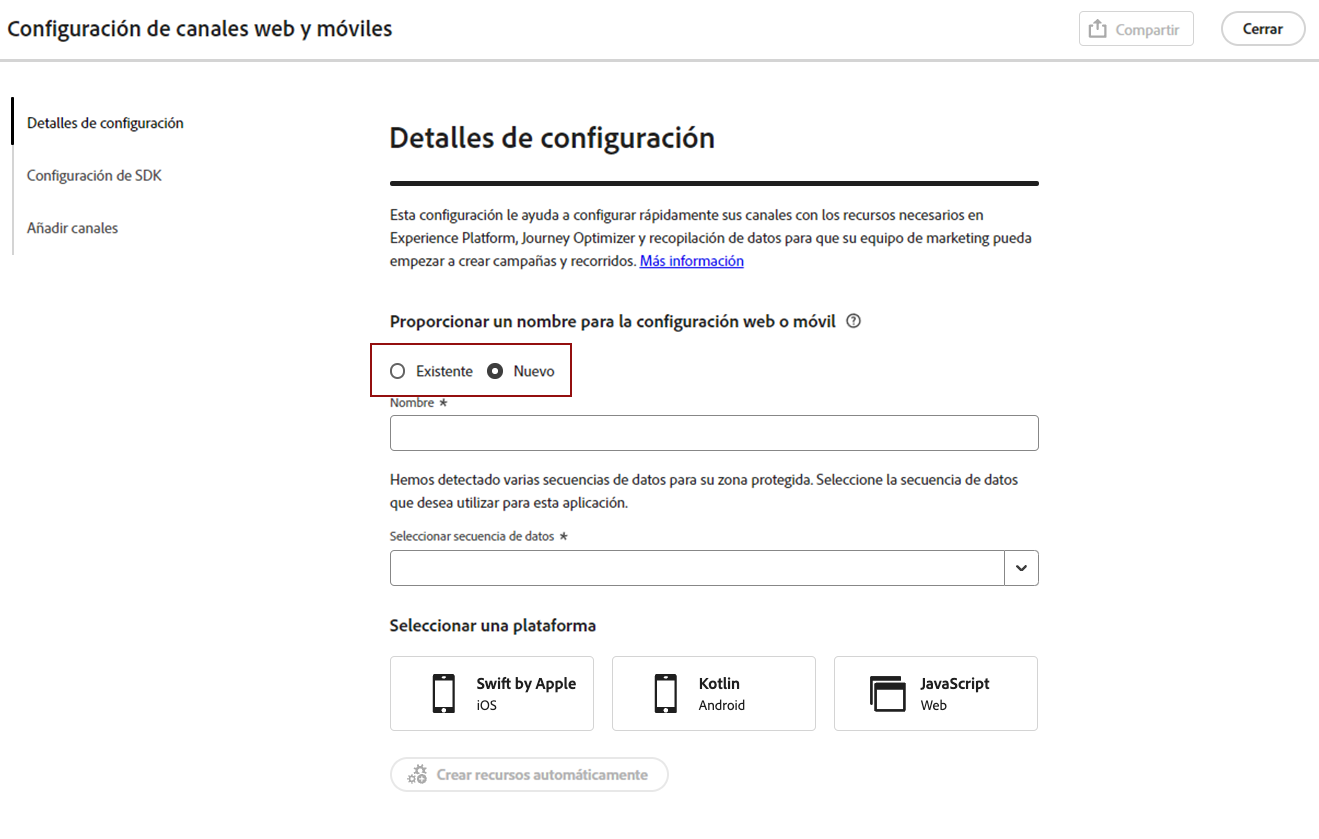 Configuración de canales web y móviles
Compartir
Cerrar
Detalles de configuración
Configuración de SDK
Añadir canales
Detalles de configuración
Esta configuración le ayuda a configurar rápidamente sus canales con los recursos necesarios en
Experience Platform, Journey Optimizer y recopilación de datos para que su equipo de marketing pueda
empezar a crear campañas y recorridos. Más información
Proporcionar un nombre para la configuración web o móvil ?
Existente Nuevo
Nombre *
Hemos detectado varias secuencias de datos para su zona protegida. Seleccione la secuencia de datos
que desea utilizar para esta aplicación.
Seleccionar secuencia de datos *
Seleccionar una plataforma
Swift by Apple
iOS
Kotlin
Android
JavaScript
Web
Crear recursos automáticamente